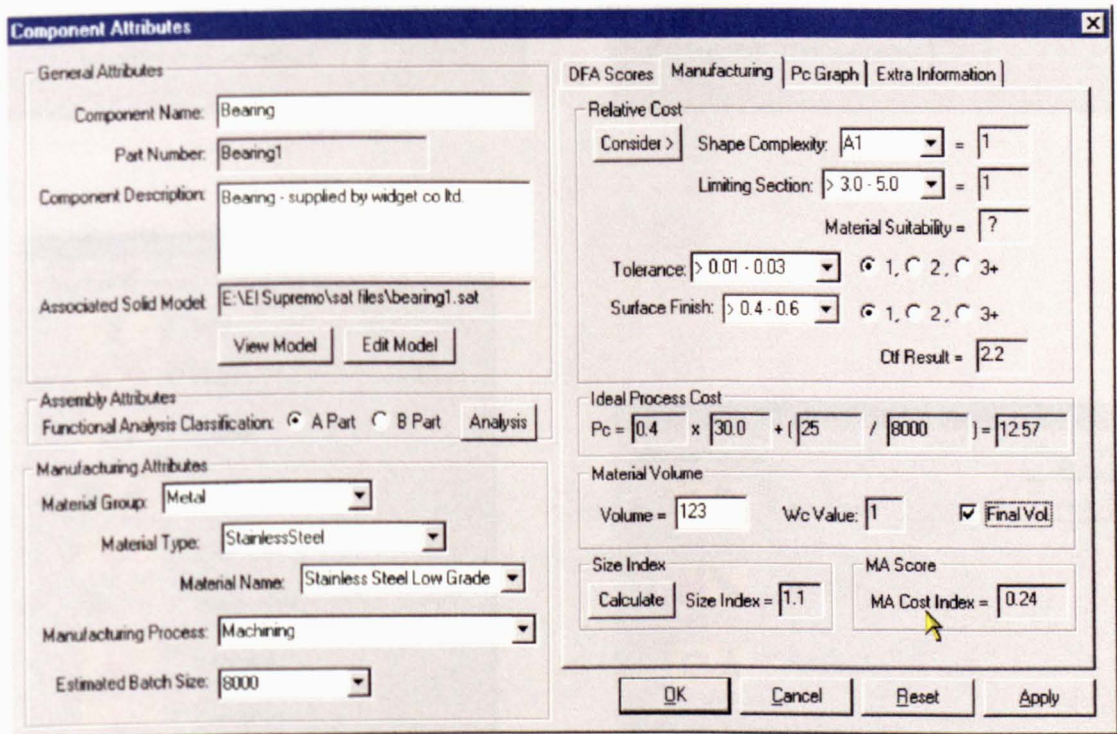 Component Attributes
General Attributes
Component Name: Bearing
Part Number: Bearing1
Component Description: Bearing - supplied by widget co ltd.
Associated Solid Model: E:\El Supremo\sat files\bearing1.sat
View Model Edit Model
Assembly Attributes
Functional Analysis Classification: A Part B Part Analysis
Manufacturing Attributes
Material Group: Metal
Material Type: StainlessSteel
Material Name: Stainless Steel Low Grade
Manufacturing Process: Machining
Estimated Batch Size: 8000
DFA Scores Manufacturing Pc Graph Extra Information
Relative Cost
Consider > Shape Complexity: A1 = 1
Limiting Section: > 3.0 - 5.0 = 1
Material Suitability = ?
Tolerance: > 0.01 - 0.03 1, 2, 3+
Surface Finish: > 0.4 - 0.6 1, 2, 3+
Ctf Result = 2.2
Ideal Process Cost
Pc = 0.4 x 30.0 + ( 25 / 8000 ) = 12.57
Material Volume
Volume = 123 Wc Value: 1 Final Vol.
Size Index
Calculate Size Index = 1.1
MA Score
MA Cost Index = 0.24
OK Cancel Reset Apply